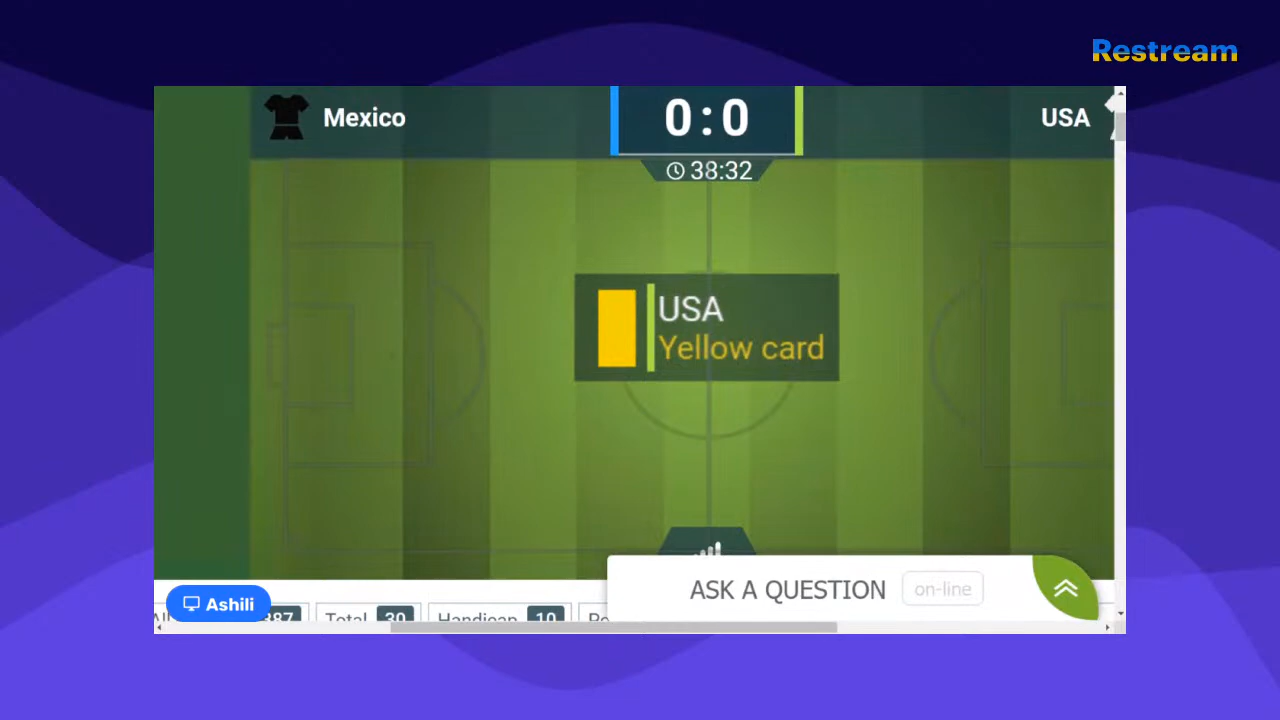 Restream
Mexico
0:0
USA
38:32
USA
Yellow card
ASK A QUESTION
on-line
Ashili
Total 30
Handicap 10